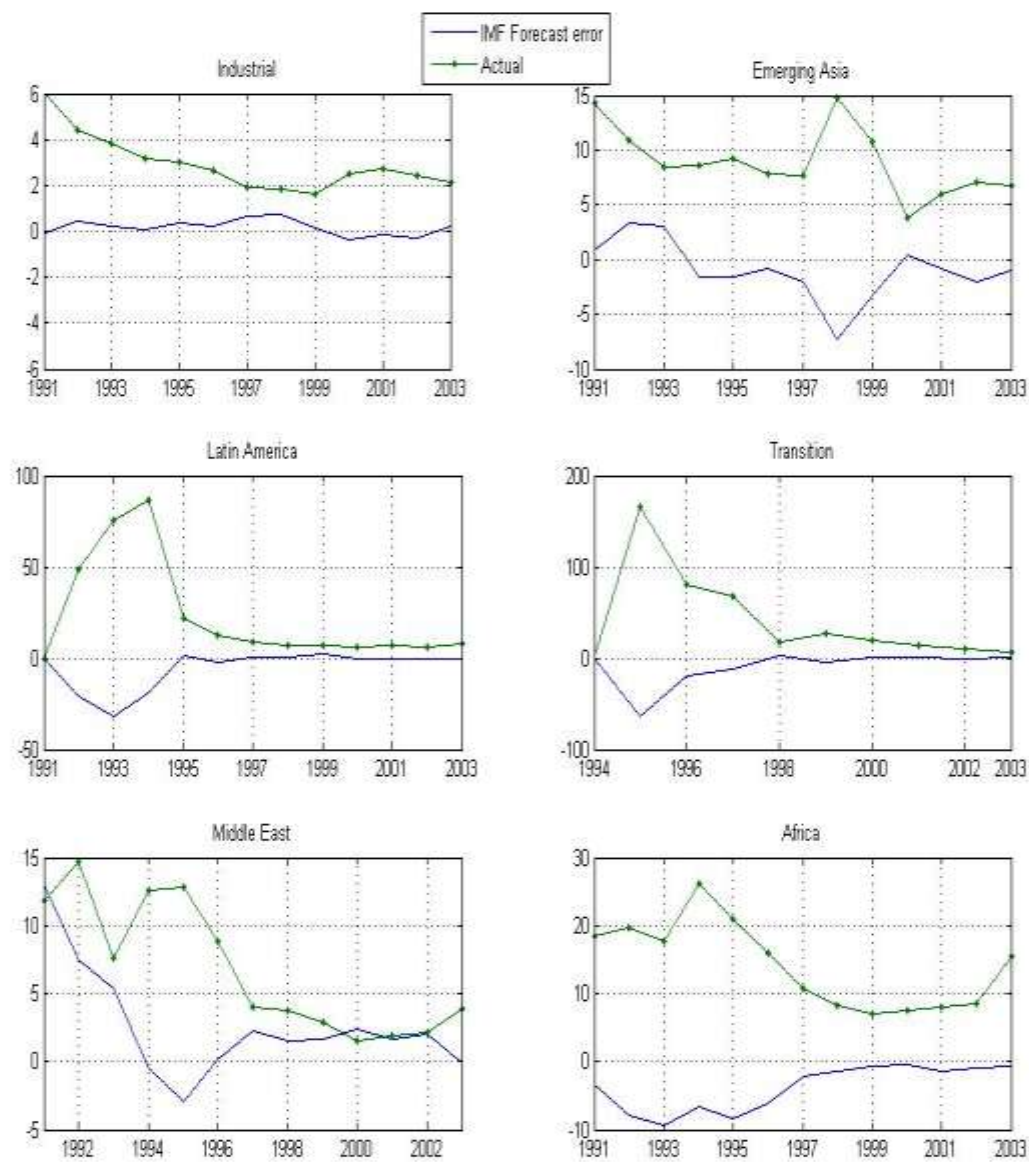 IMF Forecast error
Actual
Industrial
6
4
2
0
-2
-4
-6
1991 1993 1995 1997 1999 2001 2003
Emerging Asia
15
10
5
0
-5
-10
1991 1993 1995 1997 1999 2001 2003
Latin America
100
50
0
-50
1991 1993 1995 1997 1999 2001 2003
Transition
200
100
0
-100
1994 1996 1998 2000 2002 2003
Middle East
15
10
5
0
-5
1992 1994 1996 1998 2000 2002
Africa
30
20
10
0
-10
1991 1993 1995 1997 1999 2001 2003